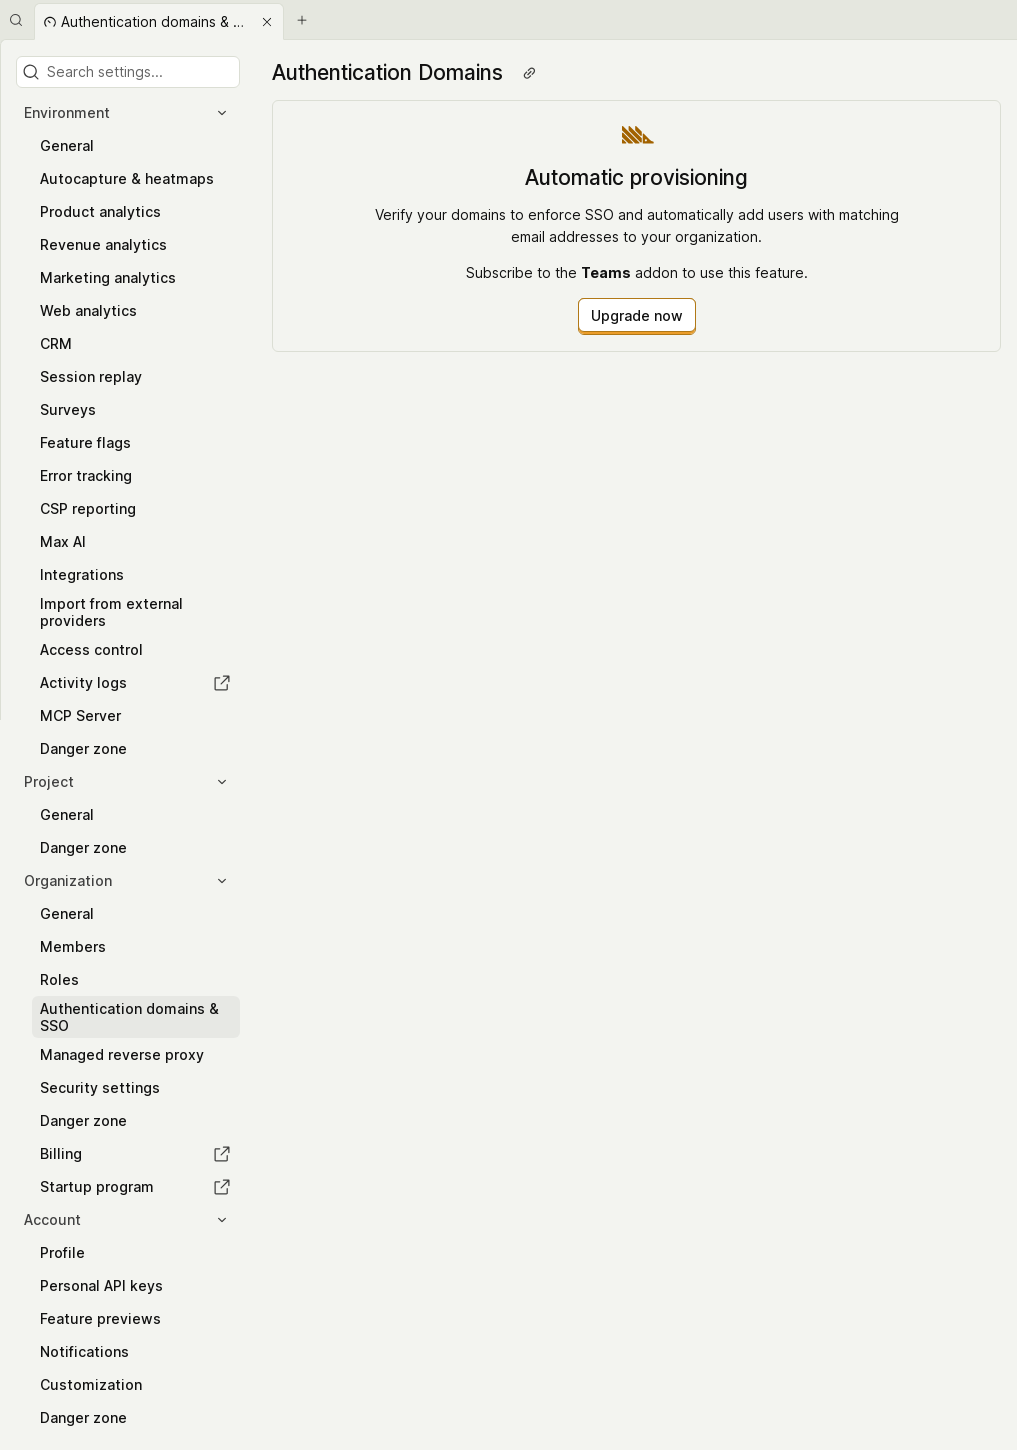 Authentication domains & ...
Search settings...
Environment
General
Autocapture & heatmaps
Product analytics
Revenue analytics
Marketing analytics
Web analytics
CRM
Session replay
Surveys
Feature flags
Error tracking
CSP reporting
Max AI
Integrations
Import from external
providers
Access control
Activity logs
MCP Server
Danger zone
Project
General
Danger zone
Organization
General
Members
Roles
Authentication domains &
SSO
Managed reverse proxy
Security settings
Danger zone
Billing
Startup program
Account
Profile
Personal API keys
Feature previews
Notifications
Customization
Danger zone
Authentication Domains
Automatic provisioning
Verify your domains to enforce SSO and automatically add users with matching
email addresses to your organization.
Subscribe to the Teams addon to use this feature.
Upgrade now